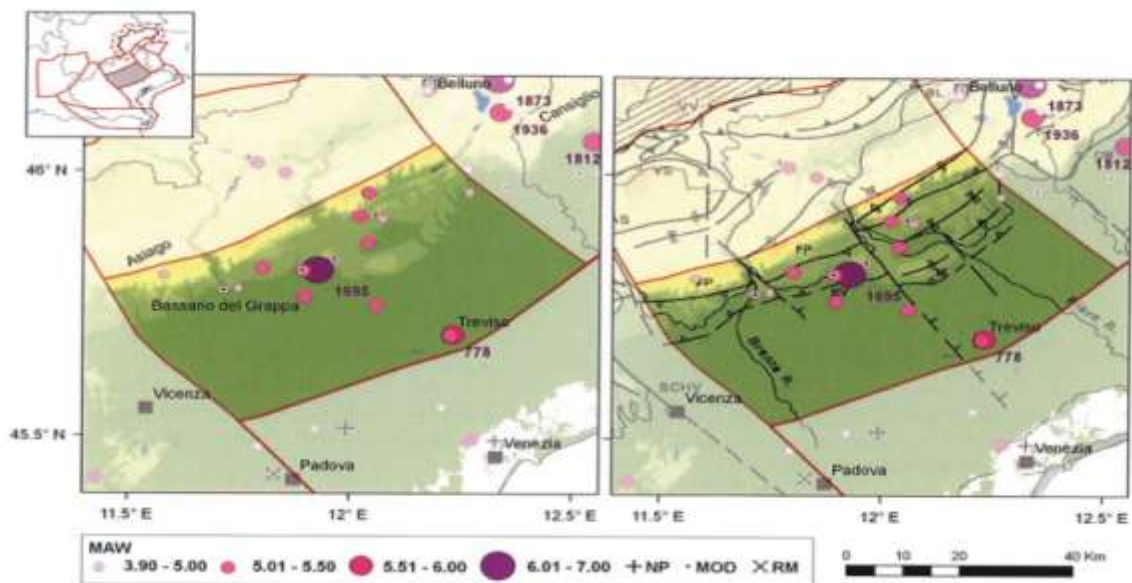 Belluno
1873
1936
Cansiglio
1812
46° N
Asiago
1695
Bassano del Grappa
Treviso
778
Vicenza
45.5° N
Venezia
Padova
11.5° E
12° E
12.5° E
Belluno
1873
1936
1812
FP
1695
Treviso
778
Brenta R.
SCHV
Vicenza
Venezia
Padova
11.5° E
12° E
12.5° E
MAW
3.90 - 5.00
5.01 - 5.50
5.51 - 6.00
6.01 - 7.00
NP
MOD
RM
0
10
20
40 Km